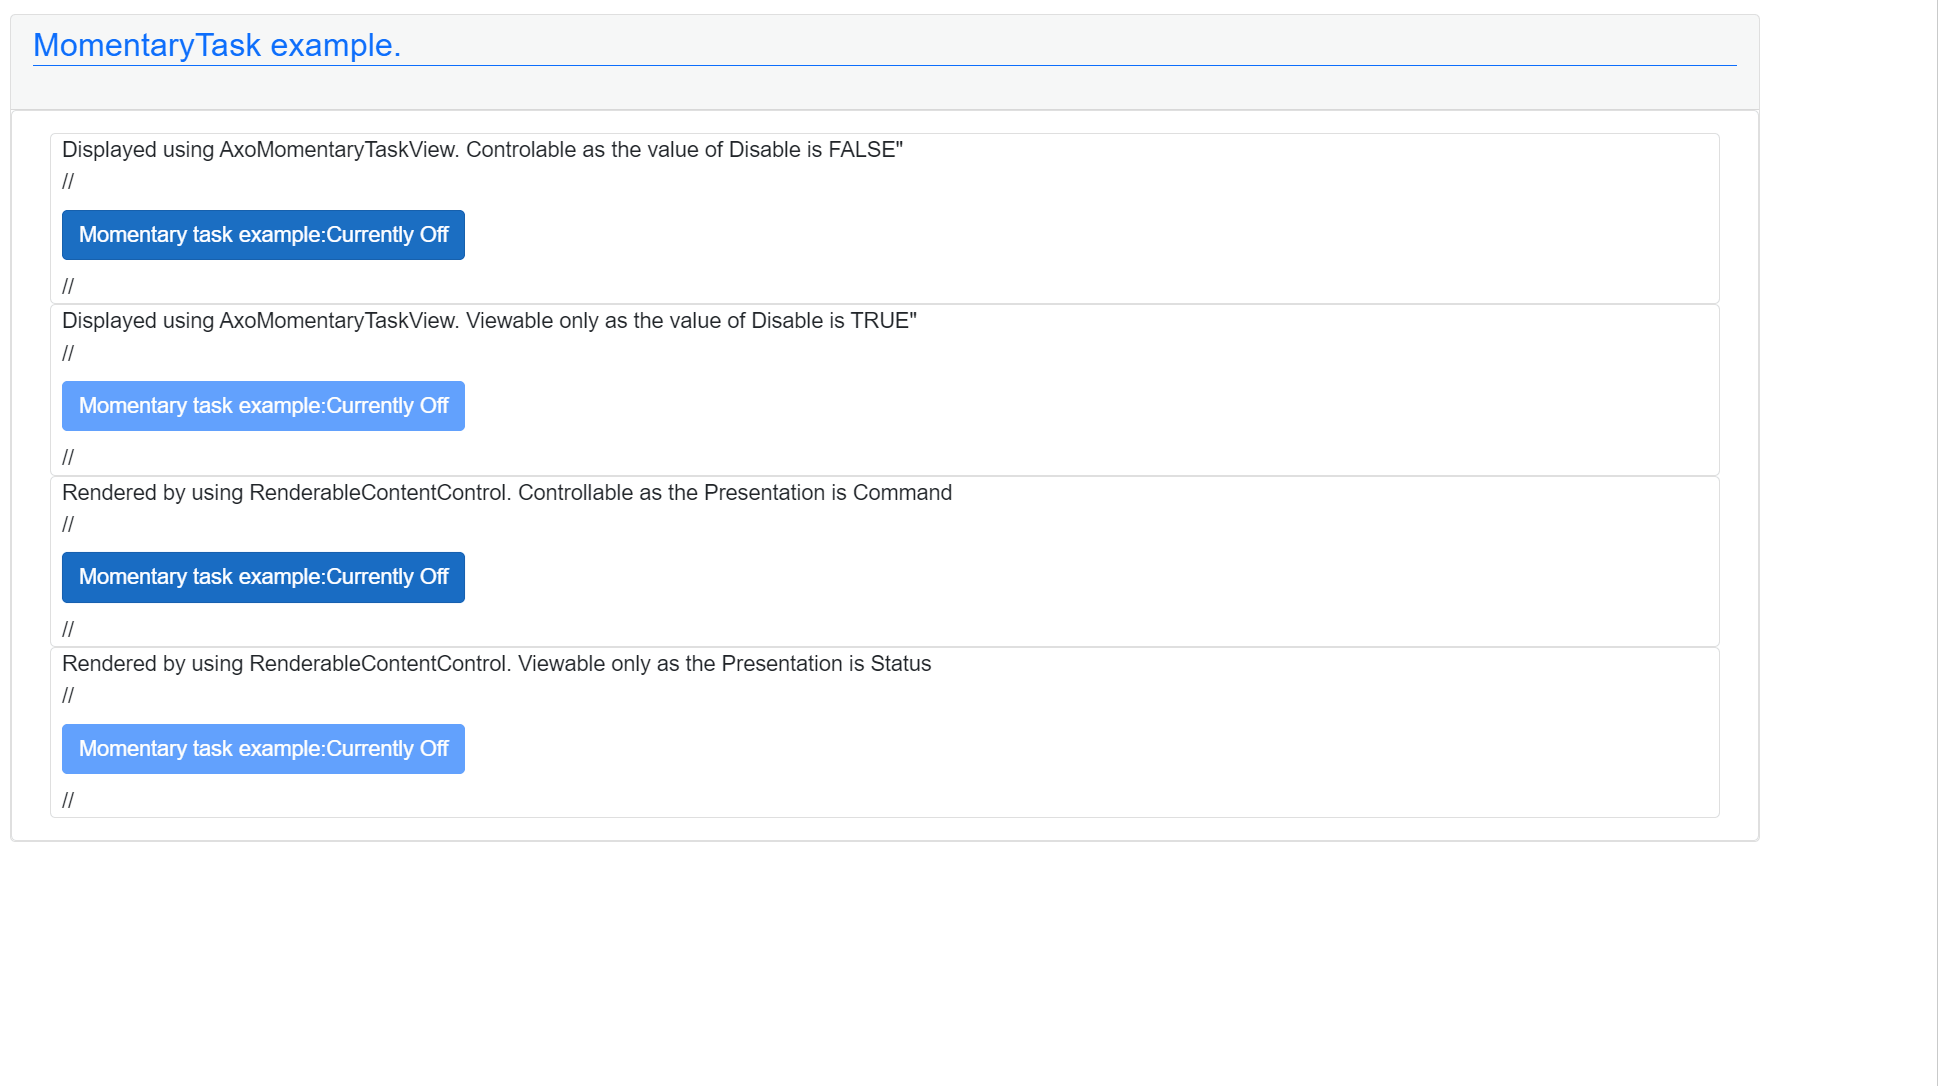 MomentaryTask example.
Displayed using AxoMomentaryTaskView. Controlable as the value of Disable is FALSE"
//
Momentary task example:Currently Off
//
Displayed using AxoMomentaryTaskView. Viewable only as the value of Disable is TRUE"
//
Momentary task example:Currently Off
//
Rendered by using RenderableContentControl. Controllable as the Presentation is Command
//
Momentary task example:Currently Off
//
Rendered by using RenderableContentControl. Viewable only as the Presentation is Status
//
Momentary task example:Currently Off
//